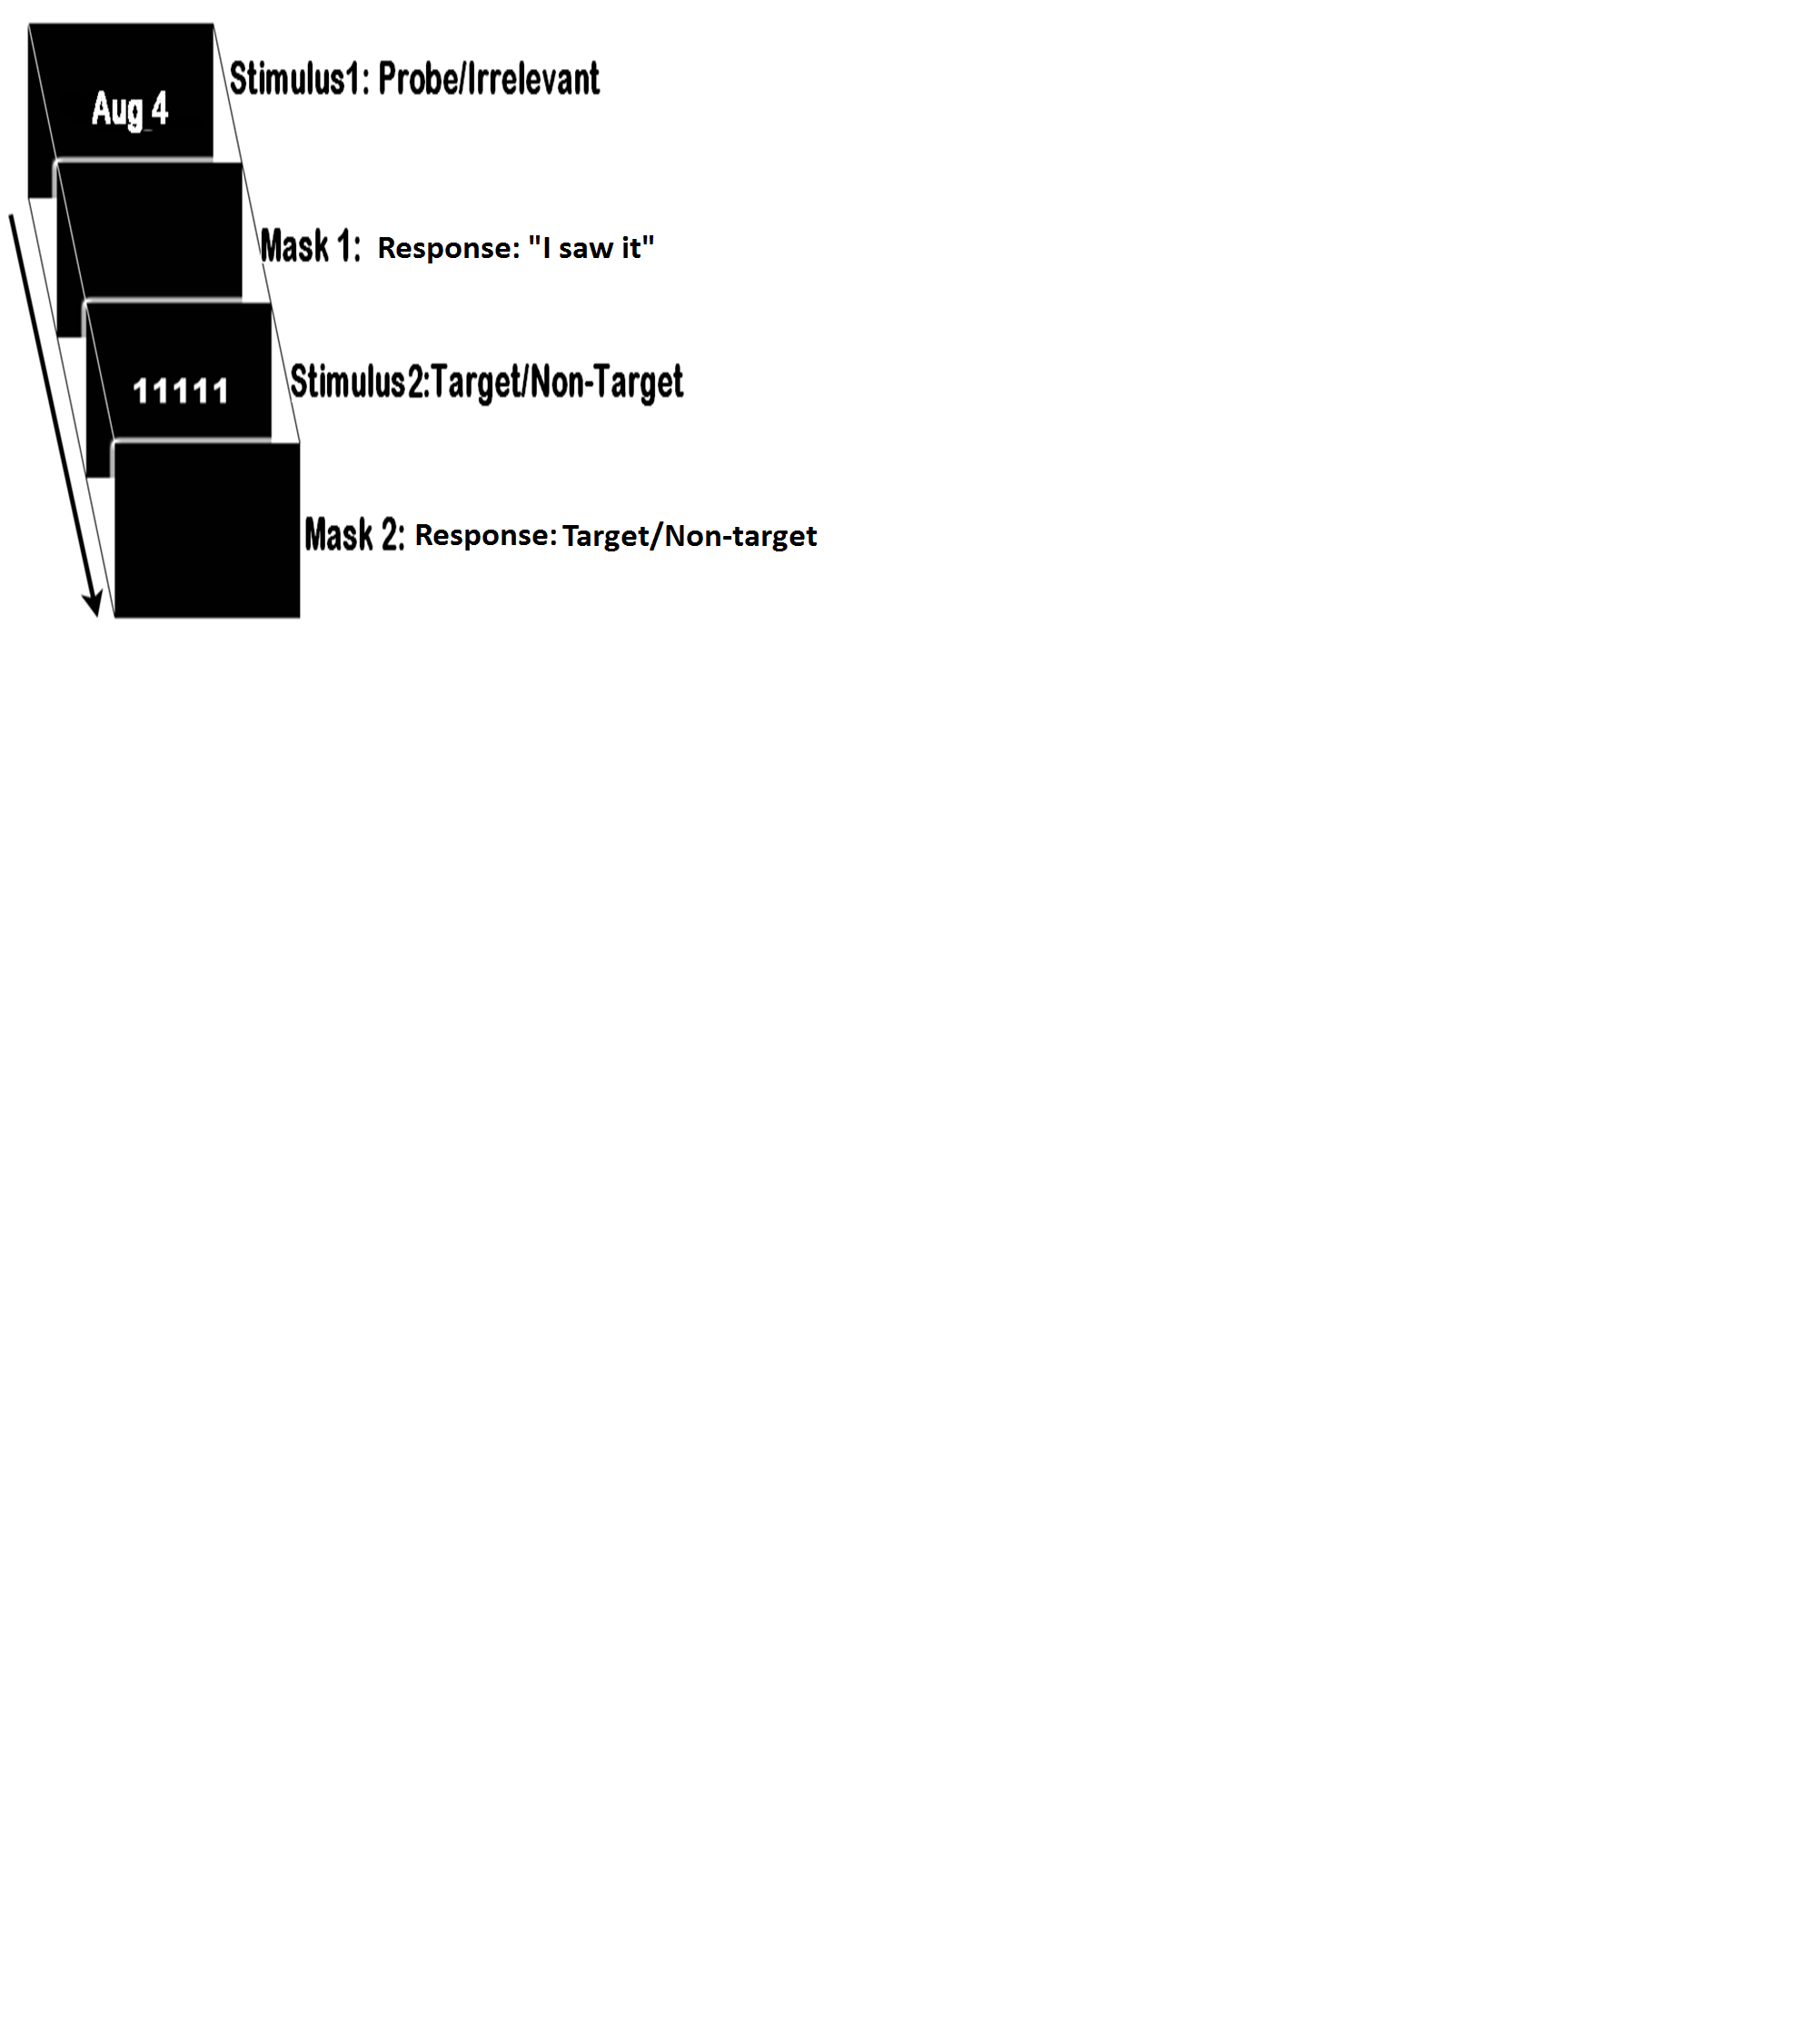 Aug 4
Stimulus1: Probe/Irrelevant
Mask 1: Response: "I saw it"
11111
Stimulus2:Target/Non-Target
Mask 2: Response: Target/Non-target